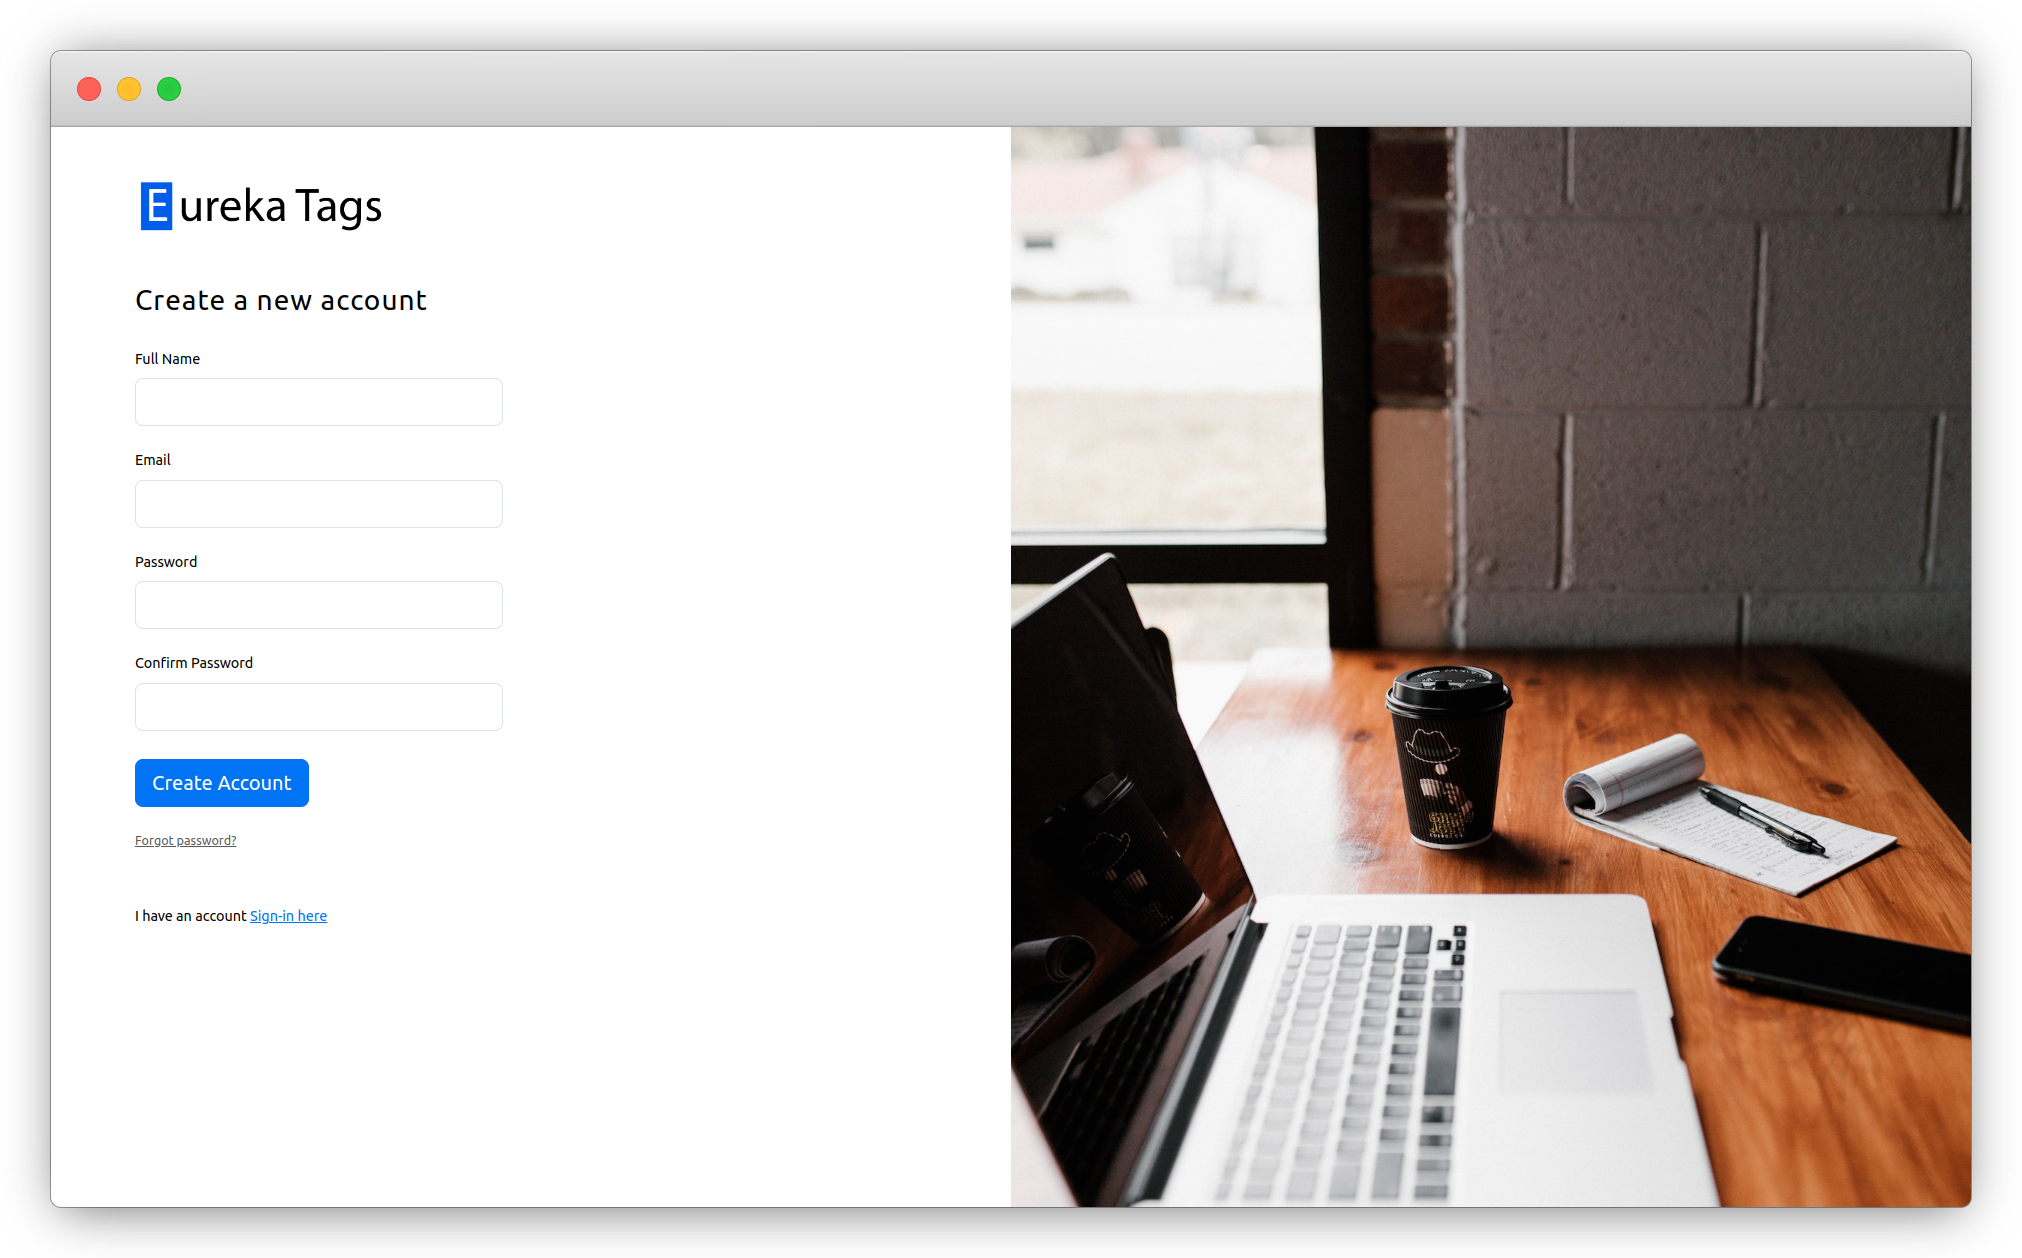 Eureka Tags
Create a new account
Full Name
Email
Password
Confirm Password
Create Account
Forgot password?
I have an account Sign-in here